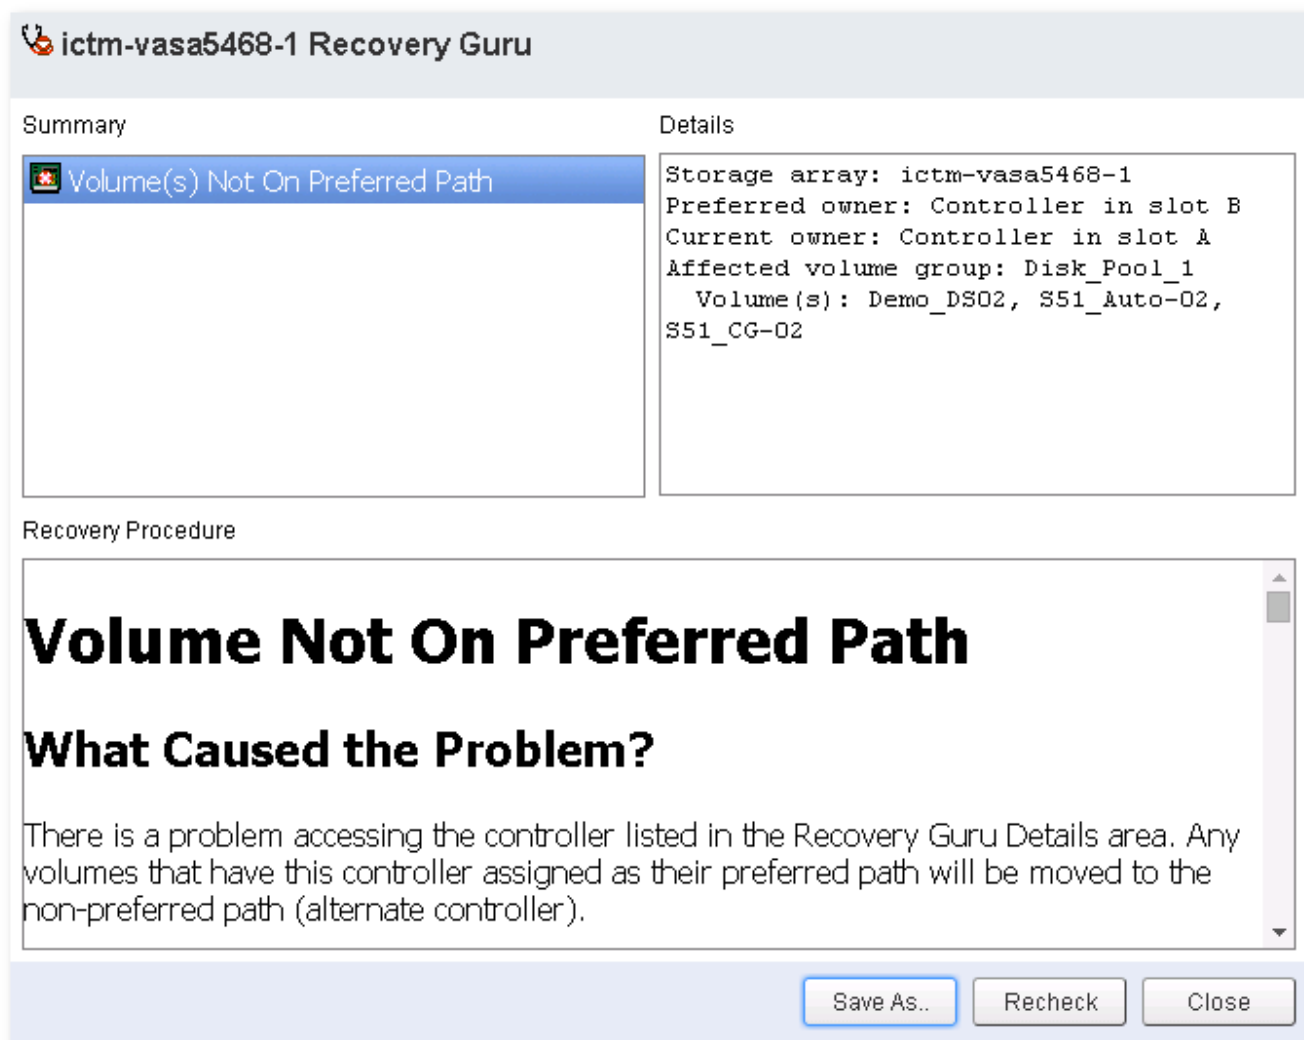 ictm-vasa5468-1 Recovery Guru
Summary
Volume(s) Not On Preferred Path
Details
Storage array: ictm-vasa5468-1
Preferred owner: Controller in slot B
Current owner: Controller in slot A
Affected volume group: Disk_Pool_1
Volume(s): Demo_DS02, S51_Auto-02,
S51_CG-02
Recovery Procedure
Volume Not On Preferred Path
What Caused the Problem?
There is a problem accessing the controller listed in the Recovery Guru Details area. Any
volumes that have this controller assigned as their preferred path will be moved to the
non-preferred path (alternate controller).
Save As..
Recheck
Close